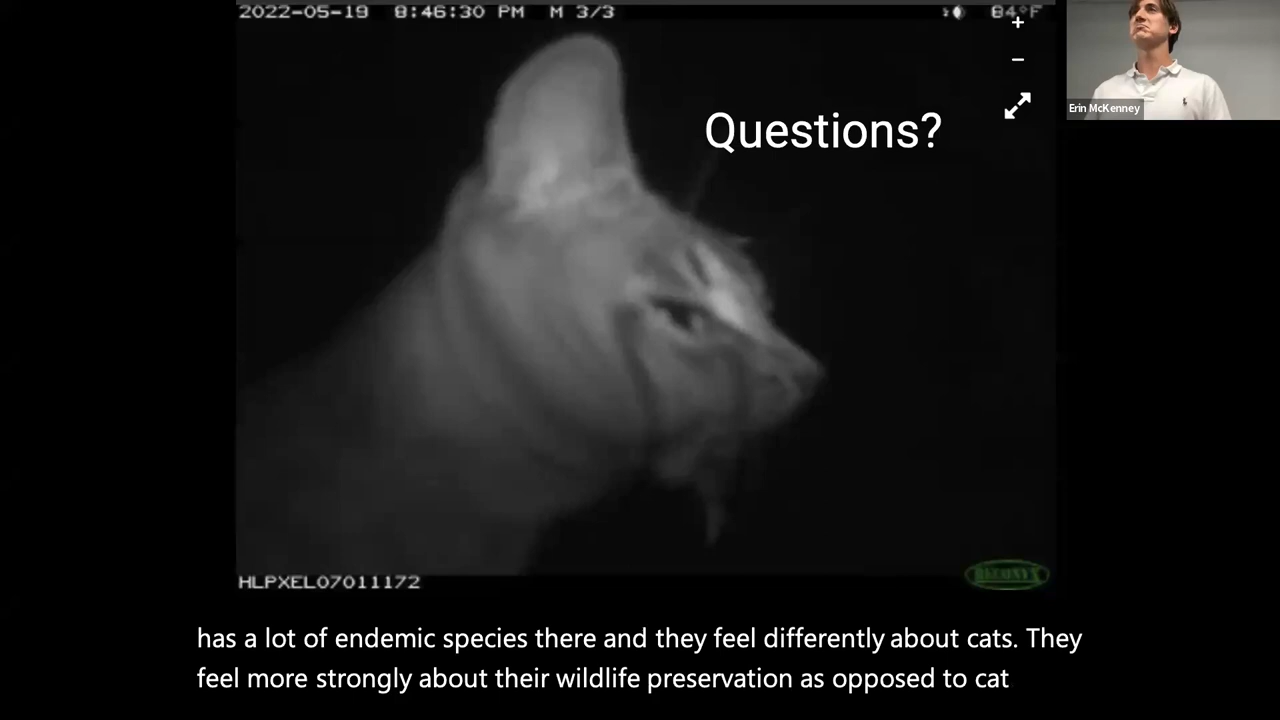 2022-05-19 8:46:30 PM M 3/3 84°F
+
−
Erin McKenney
Questions?
HLPXEL07011172
RECONYX
has a lot of endemic species there and they feel differently about cats. They
feel more strongly about their wildlife preservation as opposed to cat